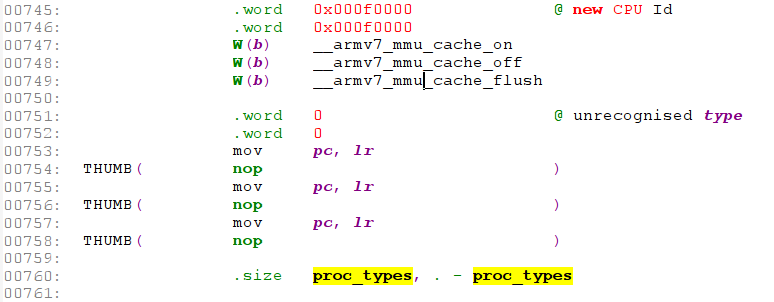 00745: .word 0x000f0000 @ new CPU Id
00746: .word 0x000f0000
00747: W(b) __armv7_mmu_cache_on
00748: W(b) __armv7_mmu_cache_off
00749: W(b) __armv7_mmu_cache_flush
00750:
00751: .word 0 @ unrecognised type
00752: .word 0
00753: mov pc, lr
00754: THUMB( nop )
00755: mov pc, lr
00756: THUMB( nop )
00757: mov pc, lr
00758: THUMB( nop )
00759:
00760: .size proc_types, . - proc_types
00761: